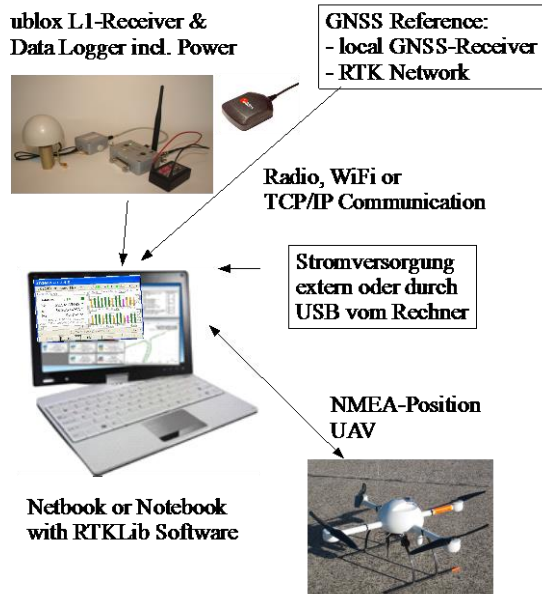 ublox L1-Receiver &
Data Logger incl. Power
GNSS Reference:
- local GNSS-Receiver
- RTK Network
Radio, WiFi or
TCP/IP Communication
Stromversorgung
extern oder durch
USB vom Rechner
NMEA-Position
UAV
Netbook or Notebook
with RTKLib Software